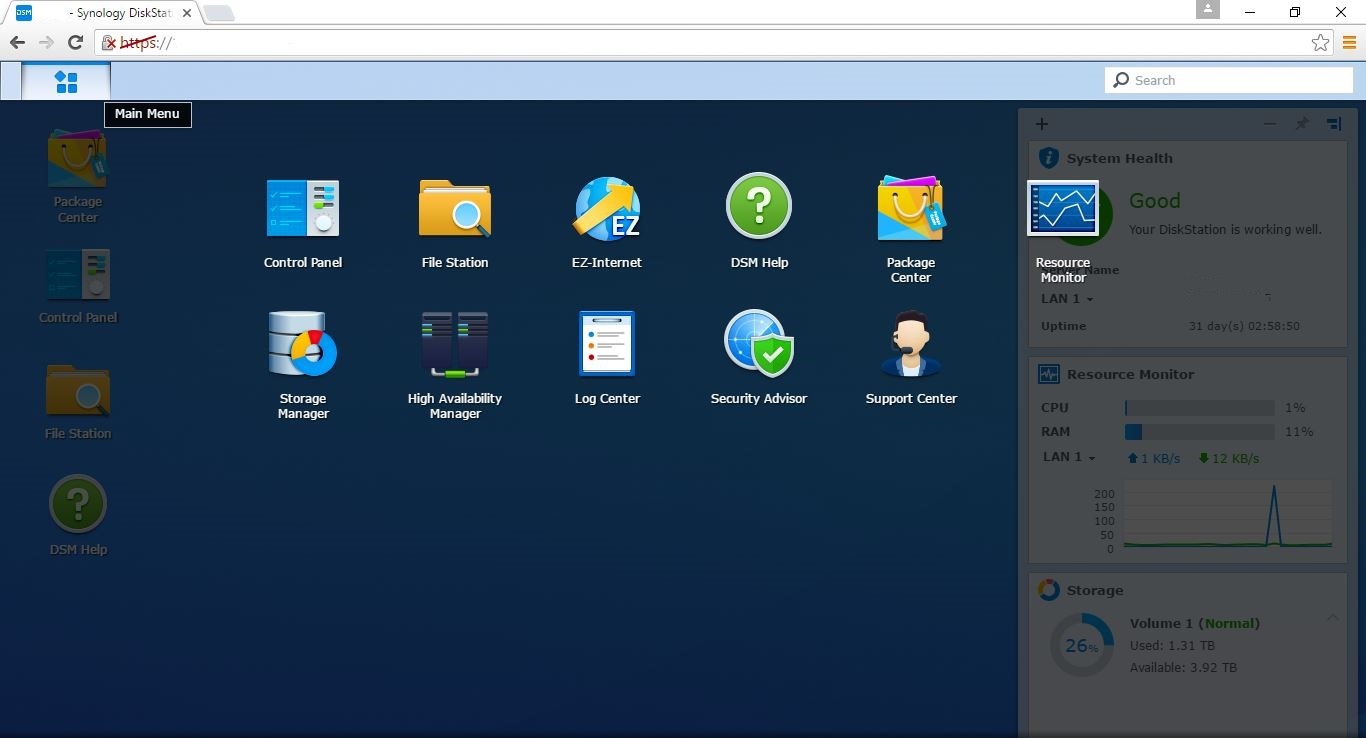 DSM - Synology DiskStat
https://
Search
Main Menu
Package
Center
Control Panel
File Station
DSM Help
Control Panel
File Station
EZ
EZ-Internet
DSM Help
Package
Center
Resource
Monitor
Storage
Manager
High Availability
Manager
Log Center
Security Advisor
Support Center
System Health
Good
Your DiskStation is working well.
Name
LAN 1
Uptime 31 day(s) 02:58:50
Resource Monitor
CPU 1%
RAM 11%
LAN 1 1 KB/s 12 KB/s
200
150
100
50
0
Storage
26%
Volume 1 (Normal)
Used: 1.31 TB
Available: 3.92 TB